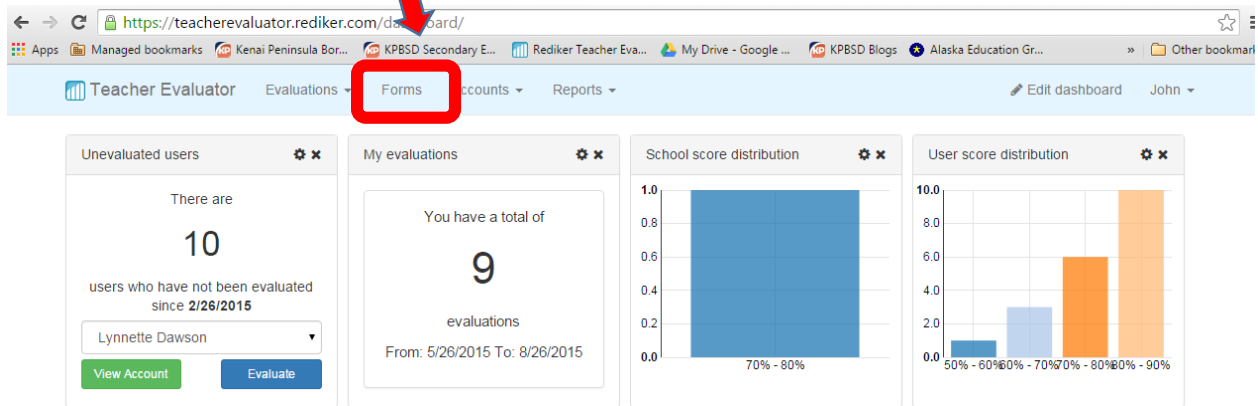 https://teacherevaluator.rediker.com/dashboard/
Apps Managed bookmarks Kenai Peninsula Bor... KPBSD Secondary E... Rediker Teacher Eva... My Drive - Google ... KPBSD Blogs Alaska Education Gr... » Other bookmark
Teacher Evaluator Evaluations Forms ccounts Reports Edit dashboard John
Unevaluated users
There are
10
users who have not been evaluated
since 2/26/2015
Lynnette Dawson
View Account Evaluate
My evaluations
You have a total of
9
evaluations
From: 5/26/2015 To: 8/26/2015
School score distribution
1.0
0.8
0.6
0.4
0.2
0.0
70% - 80%
User score distribution
10.0
8.0
6.0
4.0
2.0
0.0
50% - 60% 60% - 70% 70% - 80% 80% - 90%